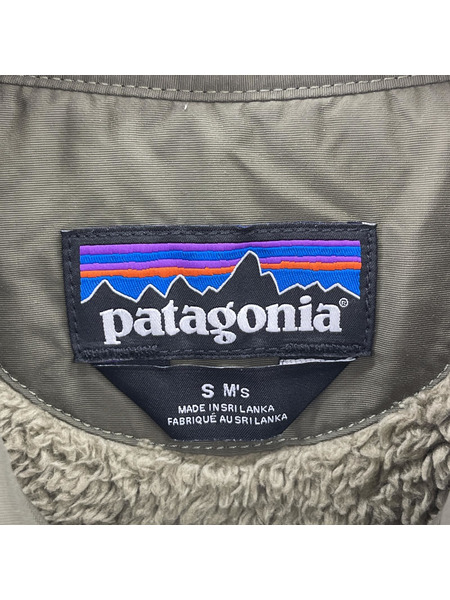 patagonia®
S M's
MADE IN SRI LANKA
FABRIQUÉ AU SRI LANKA